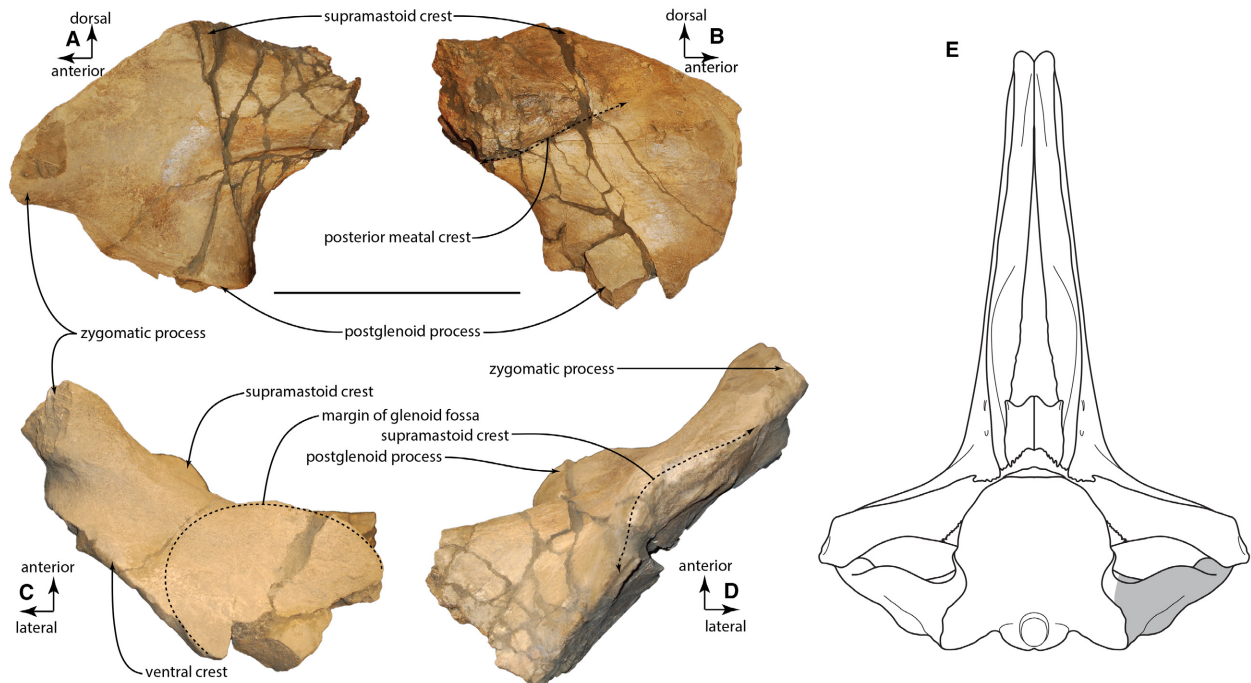 supramastoid crest
dorsal
A
anterior
dorsal
B
anterior
E
posterior meatal crest
zygomatic process
postglenoid process
zygomatic process
supramastoid crest
margin of glenoid fossa
supramastoid crest
postglenoid process
anterior
C
lateral
anterior
D
lateral
ventral crest